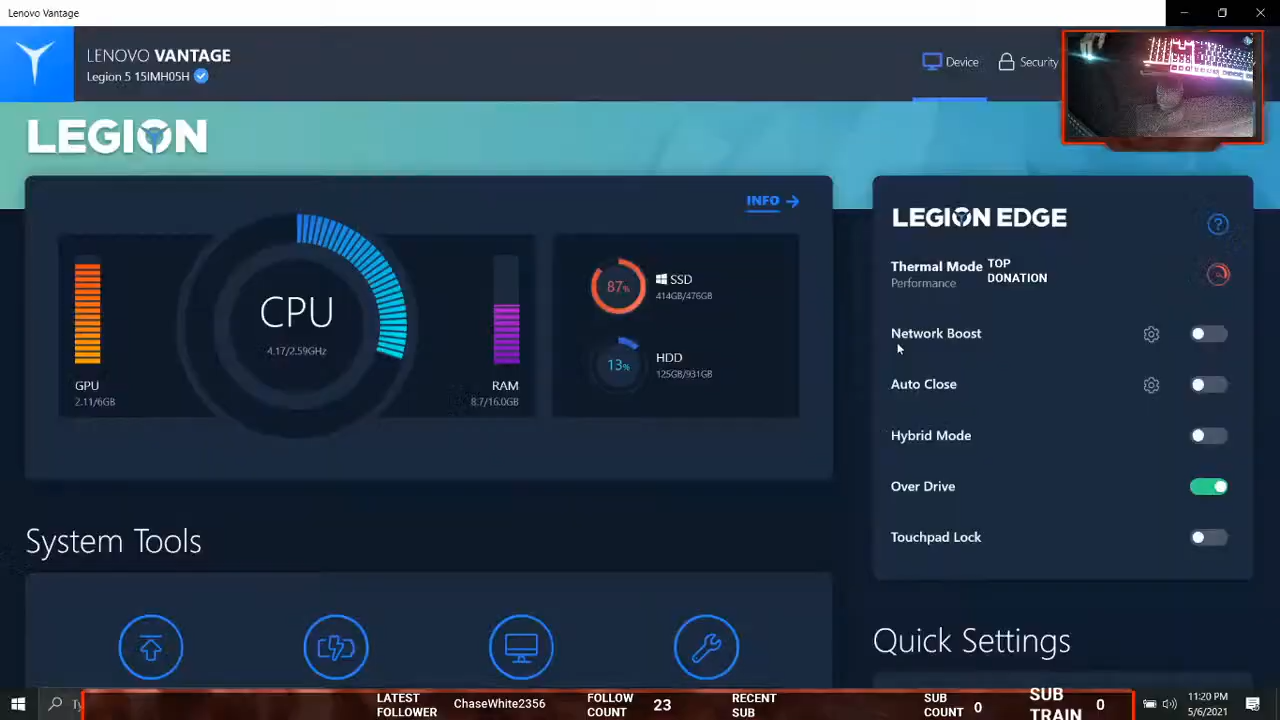 Lenovo Vantage
LENOVO VANTAGE
Legion 5 15IMH05H
Device
Security
LEGION
INFO
LEGION EDGE
?
Thermal Mode
Performance
TOP
DONATION
Network Boost
Auto Close
Hybrid Mode
Over Drive
Touchpad Lock
CPU
4.17/2.59GHz
GPU
2.11/6GB
RAM
8.7/16.0GB
87%
SSD
414GB/476GB
13%
HDD
125GB/931GB
System Tools
Quick Settings
LATEST
FOLLOWER
ChaseWhite2356
FOLLOW
COUNT
23
RECENT
SUB
SUB
COUNT
0
SUB
TRAIN
0
11:20 PM
5/6/2021